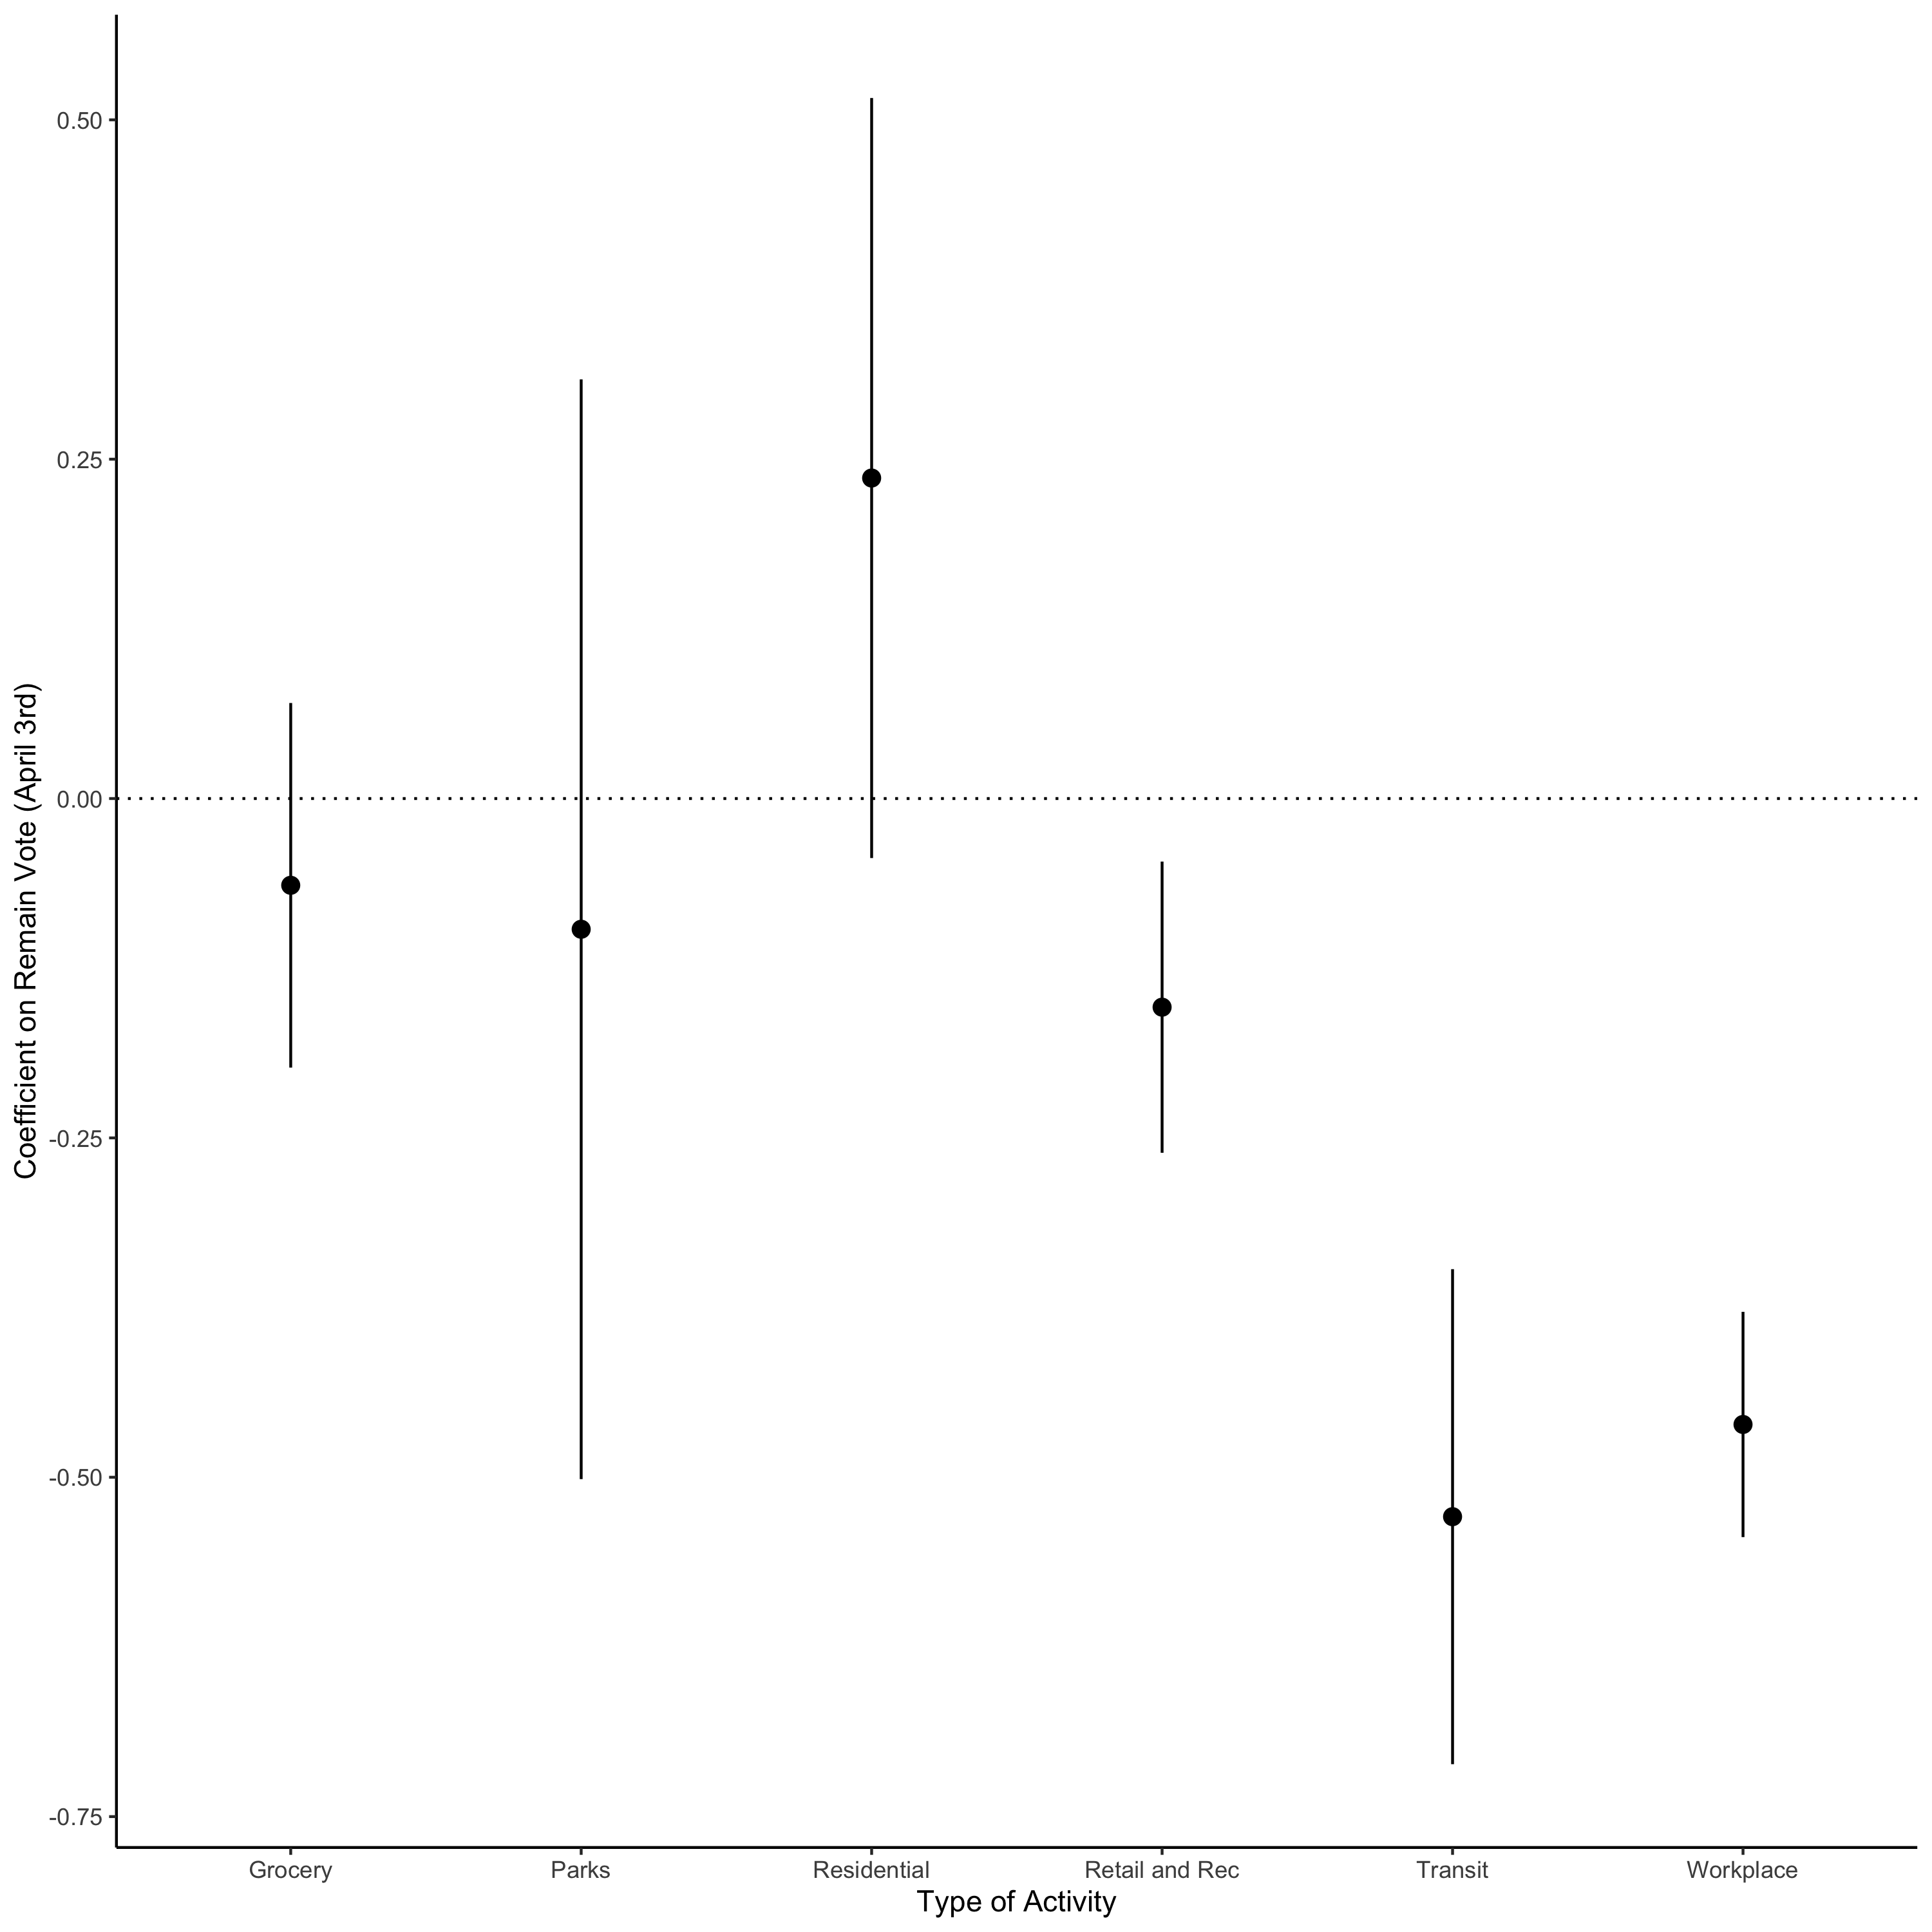 Coefficient on Remain Vote (April 3rd)
0.50
0.25
0.00
-0.25
-0.50
-0.75
Grocery Parks Residential Retail and Rec Transit Workplace
Type of Activity